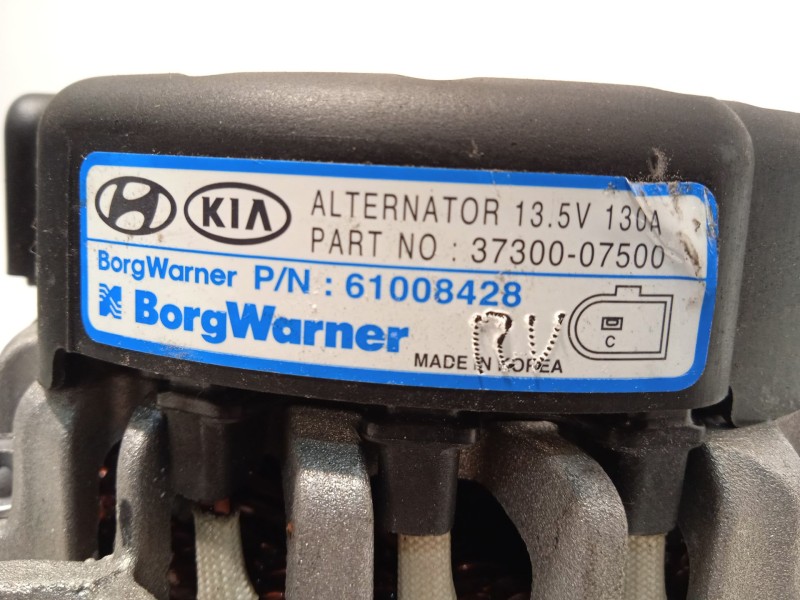 KIA ALTERNATOR 13.5V 130A
PART NO : 37300-07500
BorgWarner P/N : 61008428
BorgWarner
MADE IN KOREA
C